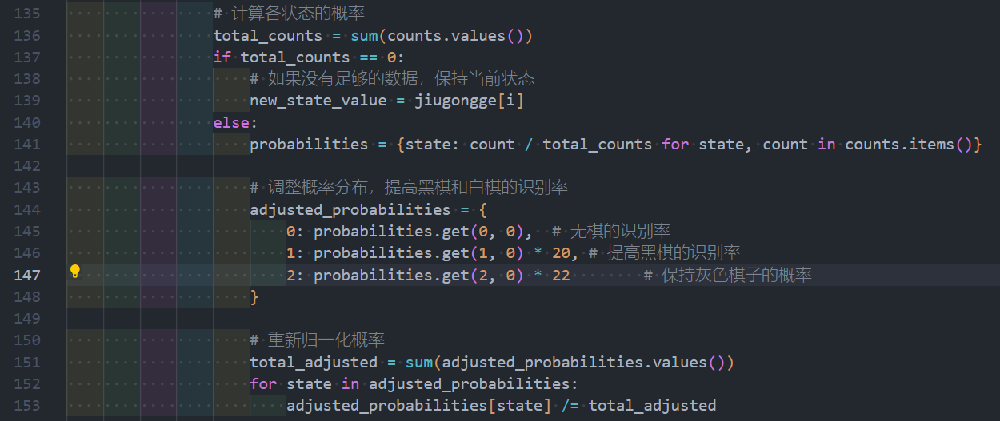 135 # 计算各状态的概率
136 total_counts = sum(counts.values())
137 if total_counts == 0:
138 # 如果没有足够的数据，保持当前状态
139 new_state_value = jiugongge[i]
140 else:
141 probabilities = {state: count / total_counts for state, count in counts.items()}
142
143 # 调整概率分布，提高黑棋和白棋的识别率
144 adjusted_probabilities = {
145 0: probabilities.get(0, 0),  # 无棋的识别率
146 1: probabilities.get(1, 0) * 20, # 提高黑棋的识别率
147 2: probabilities.get(2, 0) * 22        # 保持灰色棋子的概率
148 }
149
150 # 重新归一化概率
151 total_adjusted = sum(adjusted_probabilities.values())
152 for state in adjusted_probabilities:
153 adjusted_probabilities[state] /= total_adjusted